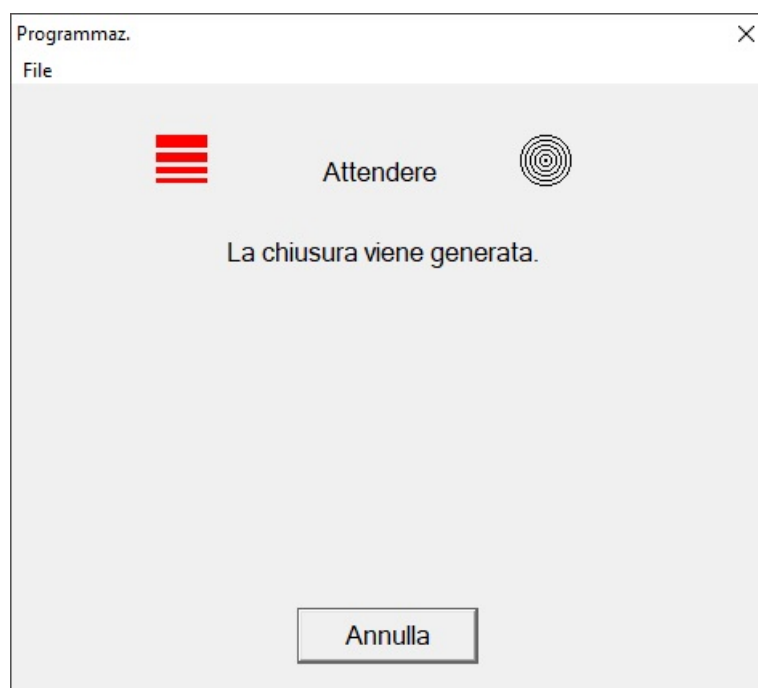 Programmaz.
File
Attendere
La chiusura viene generata.
Annulla